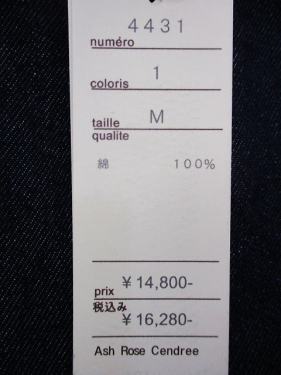 4431
numéro
1
coloris
M
taille
qualite
綿 100%
prix ¥14,800-
税込み
¥16,280-
Ash Rose Cendree